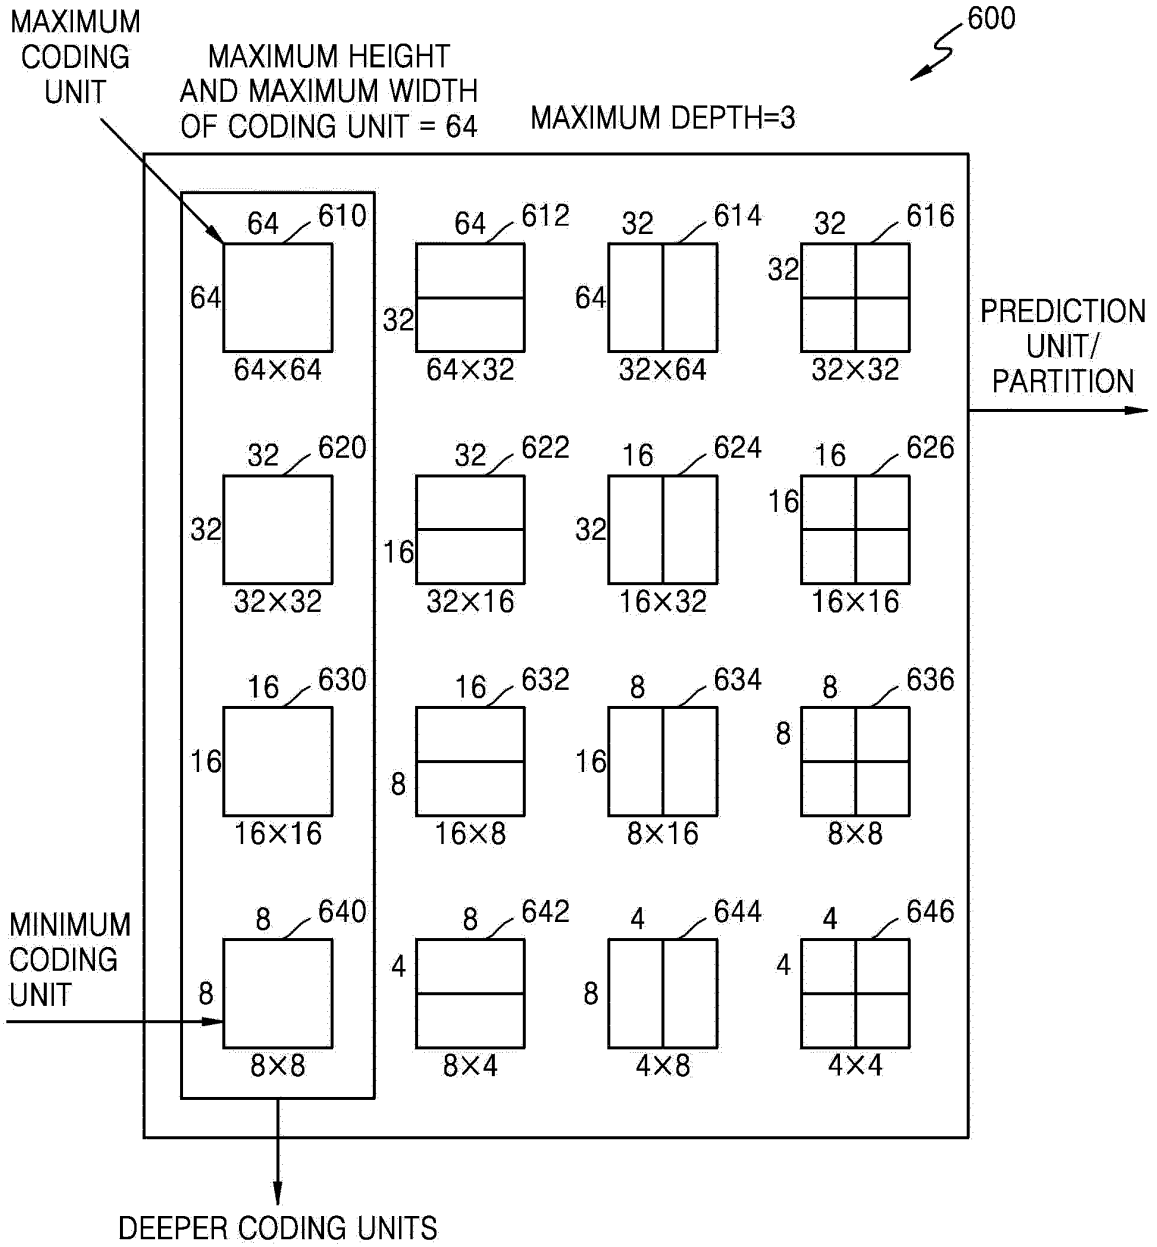 MAXIMUM
CODING
UNIT
MAXIMUM HEIGHT
AND MAXIMUM WIDTH
OF CODING UNIT = 64
MAXIMUM DEPTH=3
600
64 610 64 612 32 614 32 616
64 32 64 32
64×64 64×32 32×64 32×32
PREDICTION
UNIT/
PARTITION
32 620 32 622 16 624 16 626
32 16 32 16
32×32 32×16 16×32 16×16
16 630 16 632 8 634 8 636
16 8 16 8
16×16 16×8 8×16 8×8
MINIMUM
CODING
UNIT
8 640 8 642 4 644 4 646
8 4 8 4
8×8 8×4 4×8 4×4
DEEPER CODING UNITS